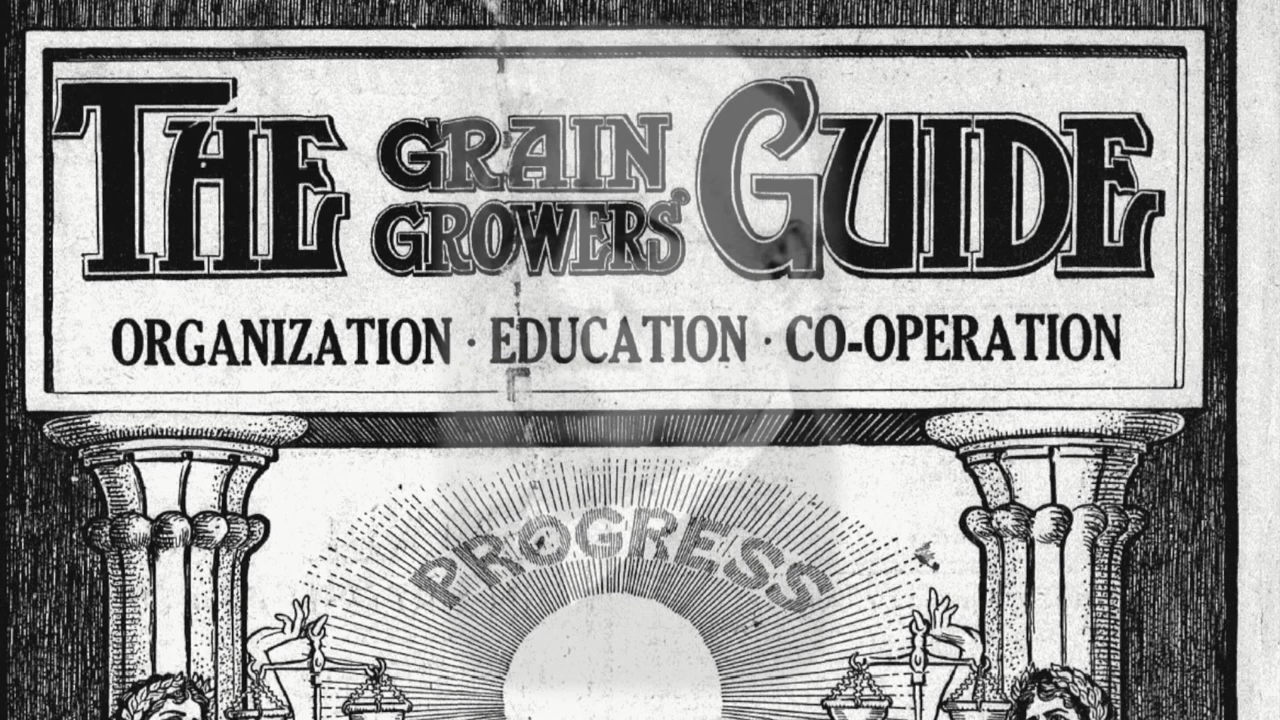 THE GRAIN GROWERS' GUIDE
ORGANIZATION · EDUCATION · CO-OPERATION
PROGRESS